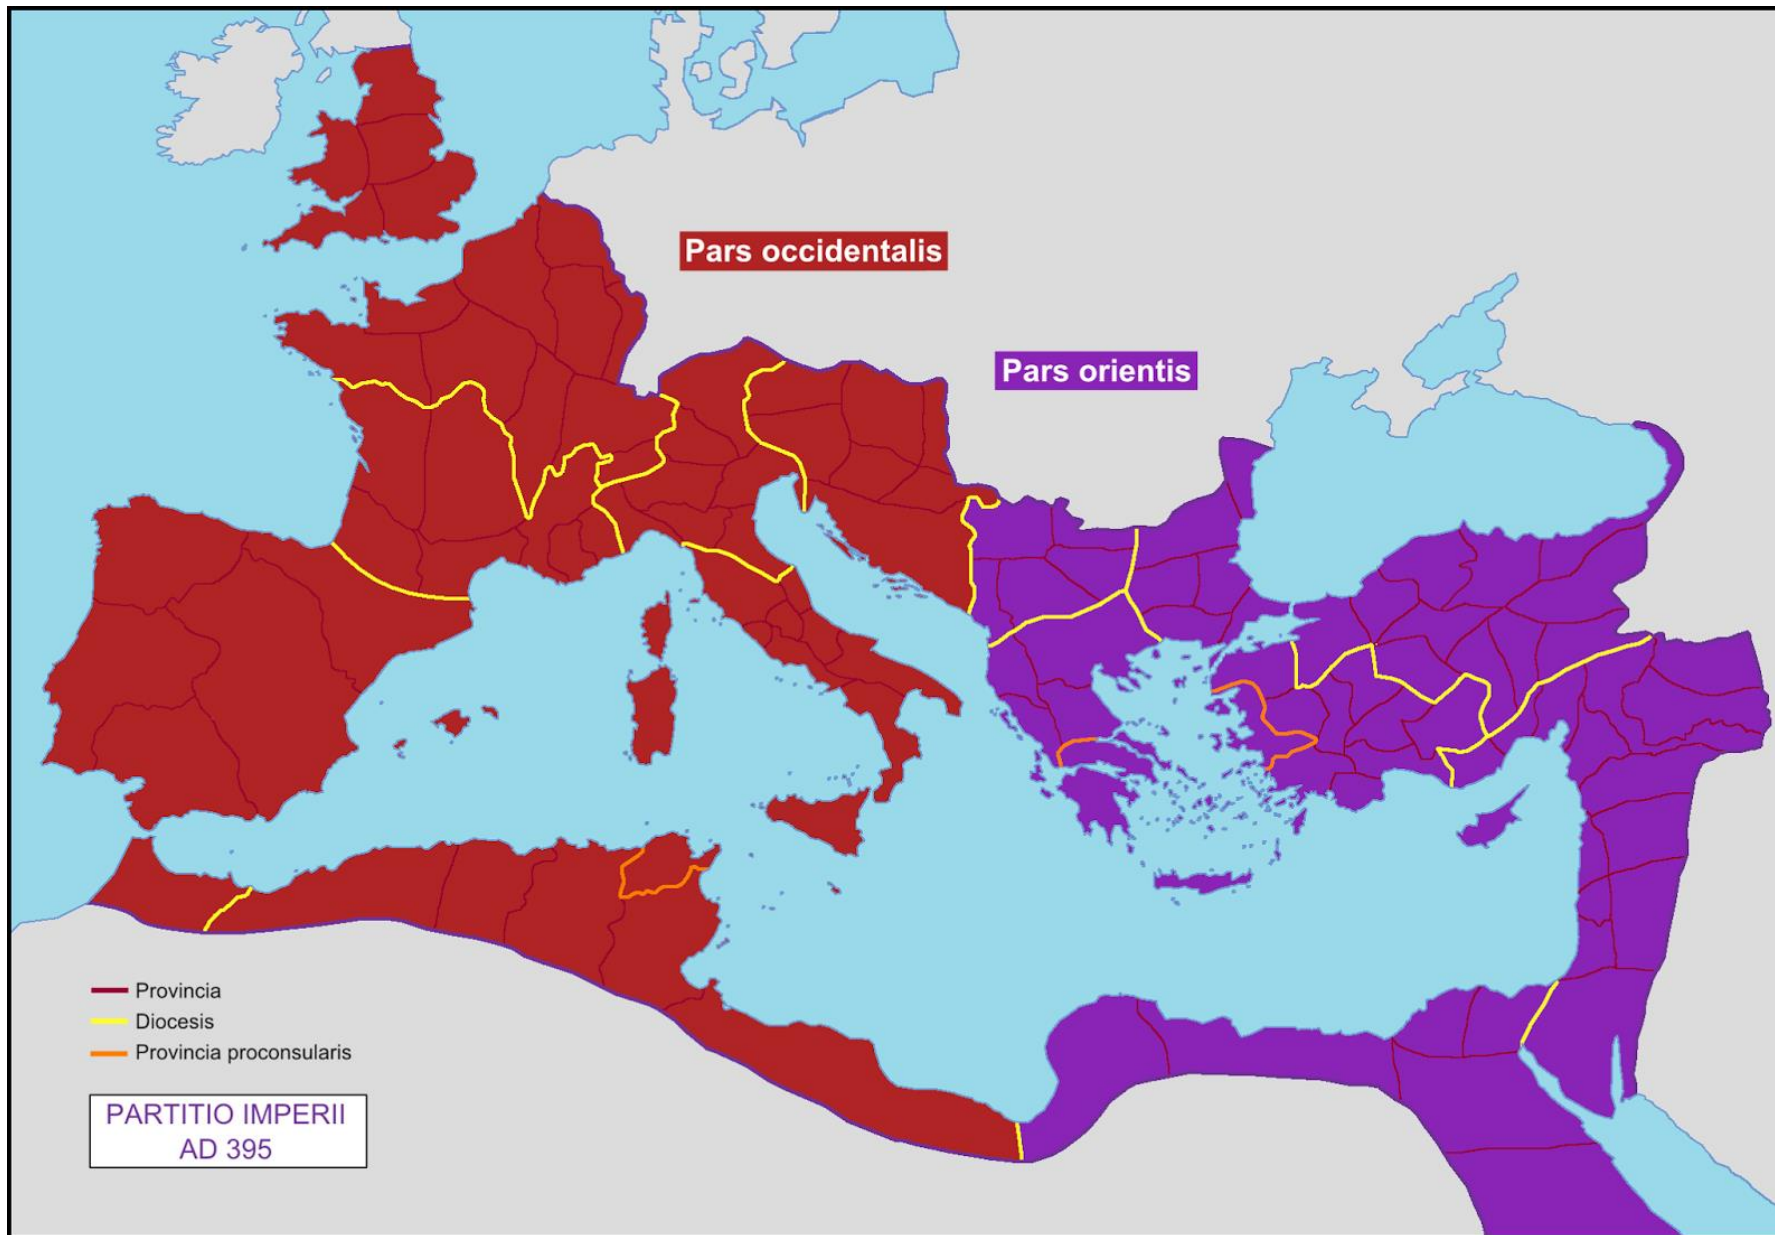 Pars occidentalis
Pars orientis
Provincia
Diocesis
Provincia proconsularis
PARTITIO IMPERII
AD 395